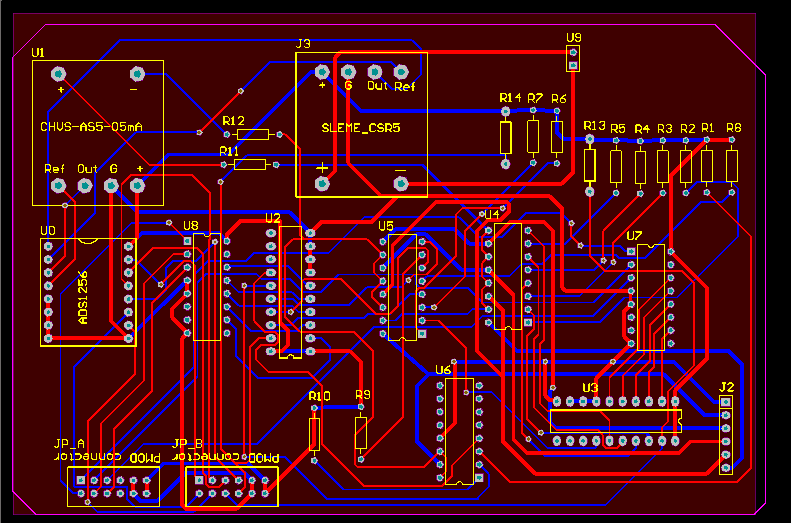 U1
J3
U9
+
-
+
G
Out
Ref
R14
R7
R6
CHVS-AS5-05mA
R12
SLEME_CSR5
R13
R5
R4
R3
R2
R1
R6
R11
Ref
Out
G
+
+
-
U0
U8
U2
U5
U4
U7
ADS1256
U6
R10
R9
U3
J2
JP_A
PMOD connector
JP_B
PMOD connector